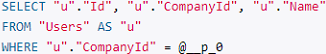 SELECT "u"."Id", "u"."CompanyId", "u"."Name"
FROM "Users" AS "u"
WHERE "u"."CompanyId" = @__p_0